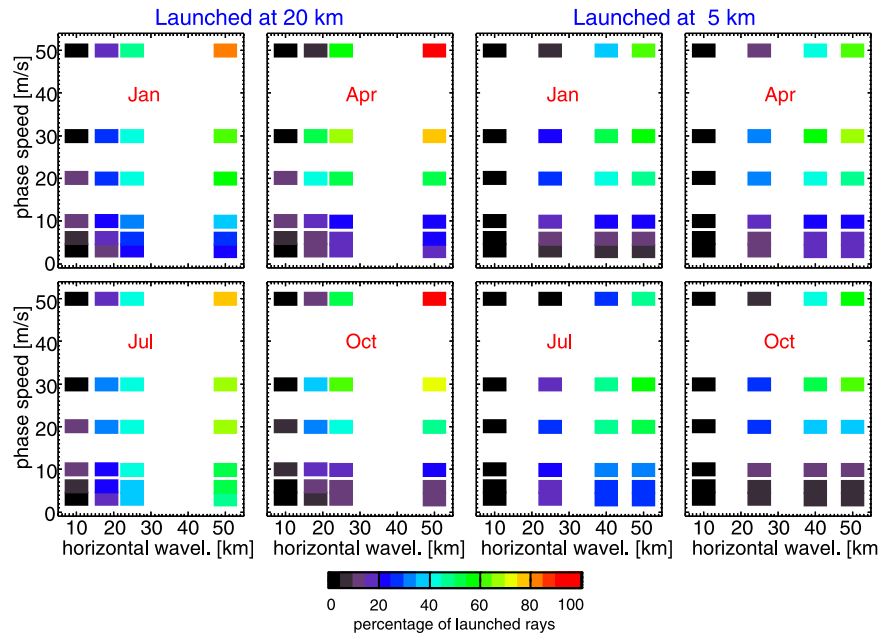 Launched at 20 km
Launched at 5 km
phase speed [m/s]
50
40
30
20
10
0
Jan
Apr
Jan
Apr
phase speed [m/s]
50
40
30
20
10
0
Jul
Oct
Jul
Oct
10 20 30 40 50
10 20 30 40 50
10 20 30 40 50
10 20 30 40 50
horizontal wavel. [km]
horizontal wavel. [km]
horizontal wavel. [km]
horizontal wavel. [km]
0 20 40 60 80 100
percentage of launched rays